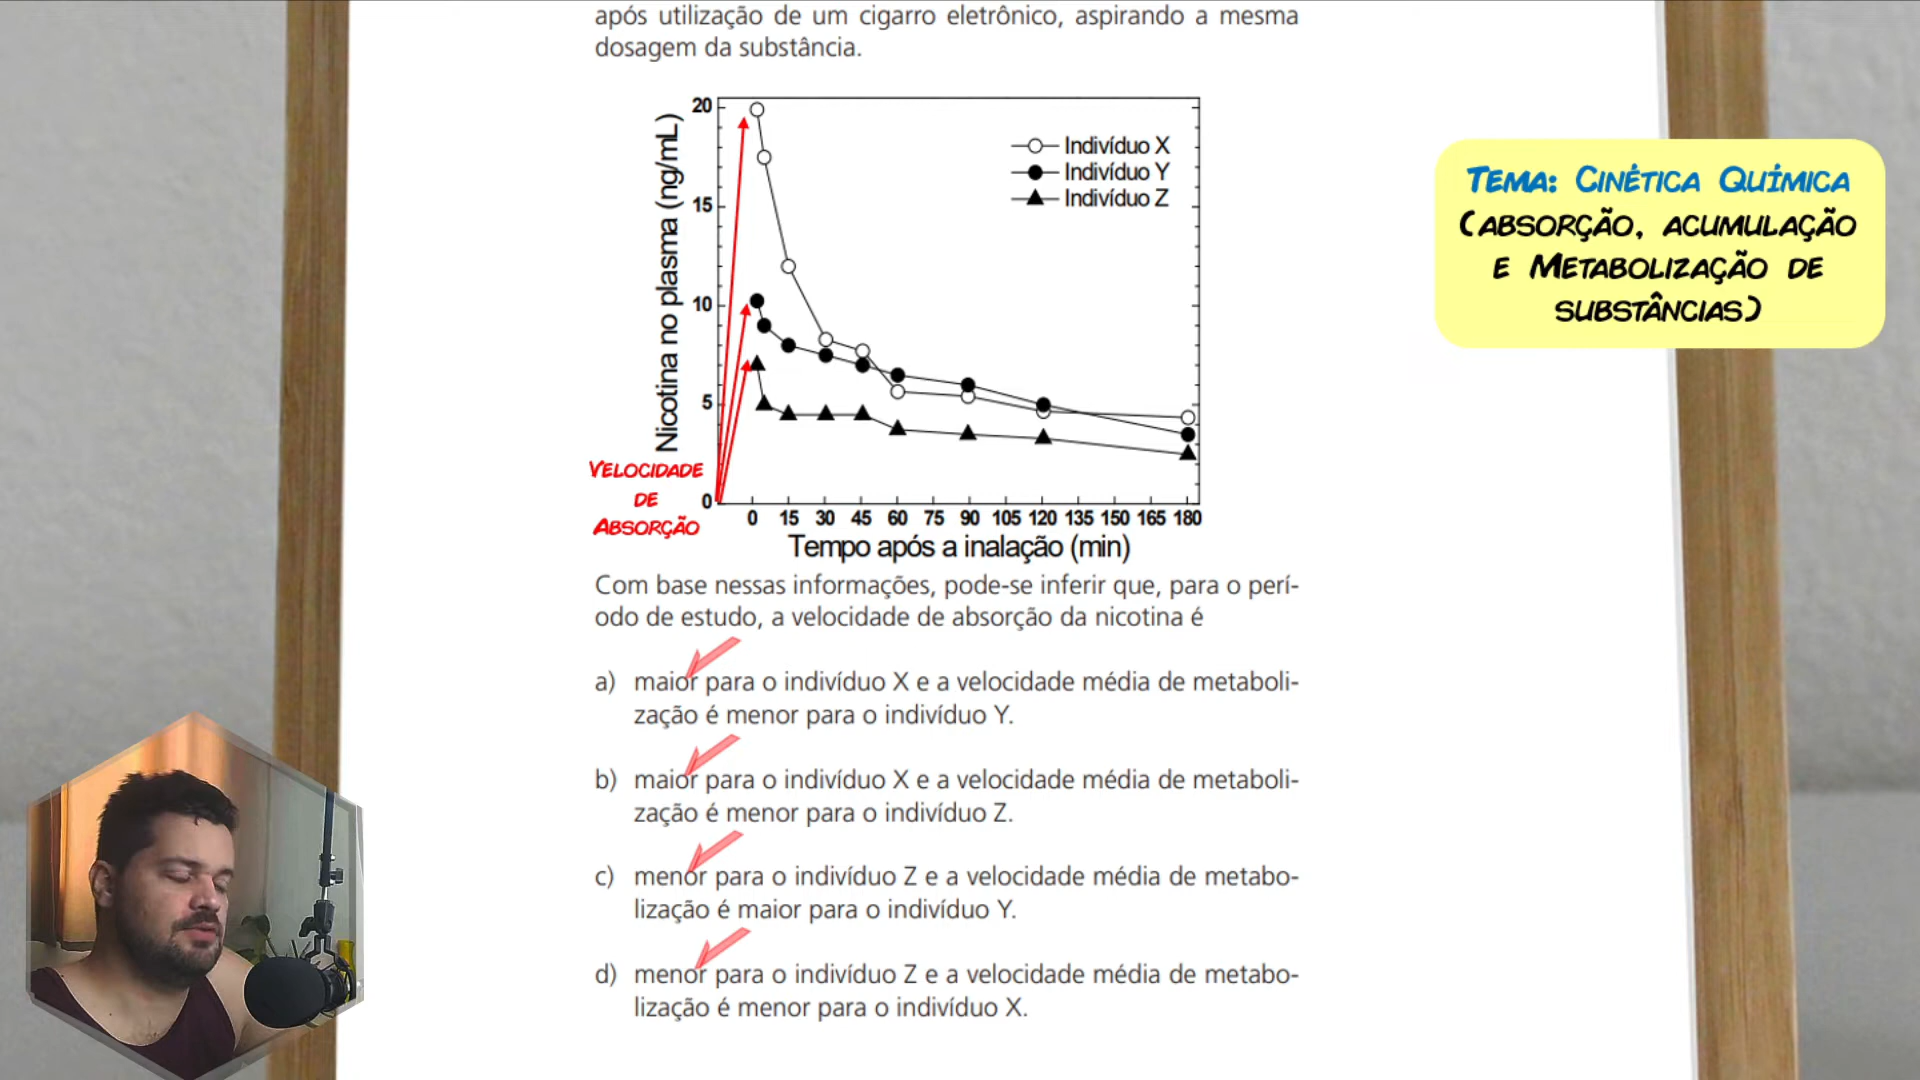 após utilização de um cigarro eletrônico, aspirando a mesma
dosagem da substância.
Nicotina no plasma (ng/mL)
20
15
10
5
0
Indivíduo X
Indivíduo Y
Indivíduo Z
Velocidade
de
Absorção
0 15 30 45 60 75 90 105 120 135 150 165 180
Tempo após a inalação (min)
Tema: Cinética Química
(absorção, acumulação
e Metabolização de
substâncias)
Com base nessas informações, pode-se inferir que, para o perí-
odo de estudo, a velocidade de absorção da nicotina é
a) maior para o indivíduo X e a velocidade média de metaboli-
zação é menor para o indivíduo Y.
b) maior para o indivíduo X e a velocidade média de metaboli-
zação é menor para o indivíduo Z.
c) menor para o indivíduo Z e a velocidade média de metabo-
lização é maior para o indivíduo Y.
d) menor para o indivíduo Z e a velocidade média de metabo-
lização é menor para o indivíduo X.